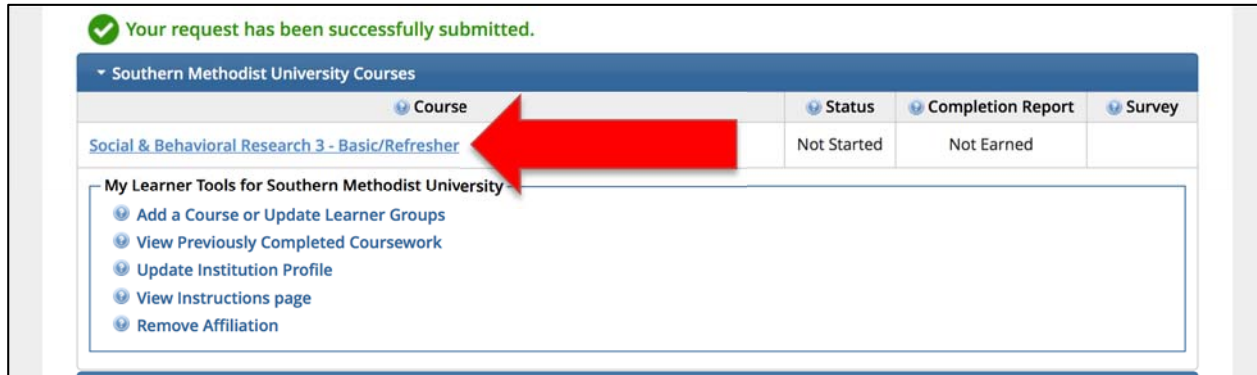 Your request has been successfully submitted.
Southern Methodist University Courses
Course Status Completion Report Survey
Social & Behavioral Research 3 - Basic/Refresher Not Started Not Earned
My Learner Tools for Southern Methodist University
Add a Course or Update Learner Groups
View Previously Completed Coursework
Update Institution Profile
View Instructions page
Remove Affiliation